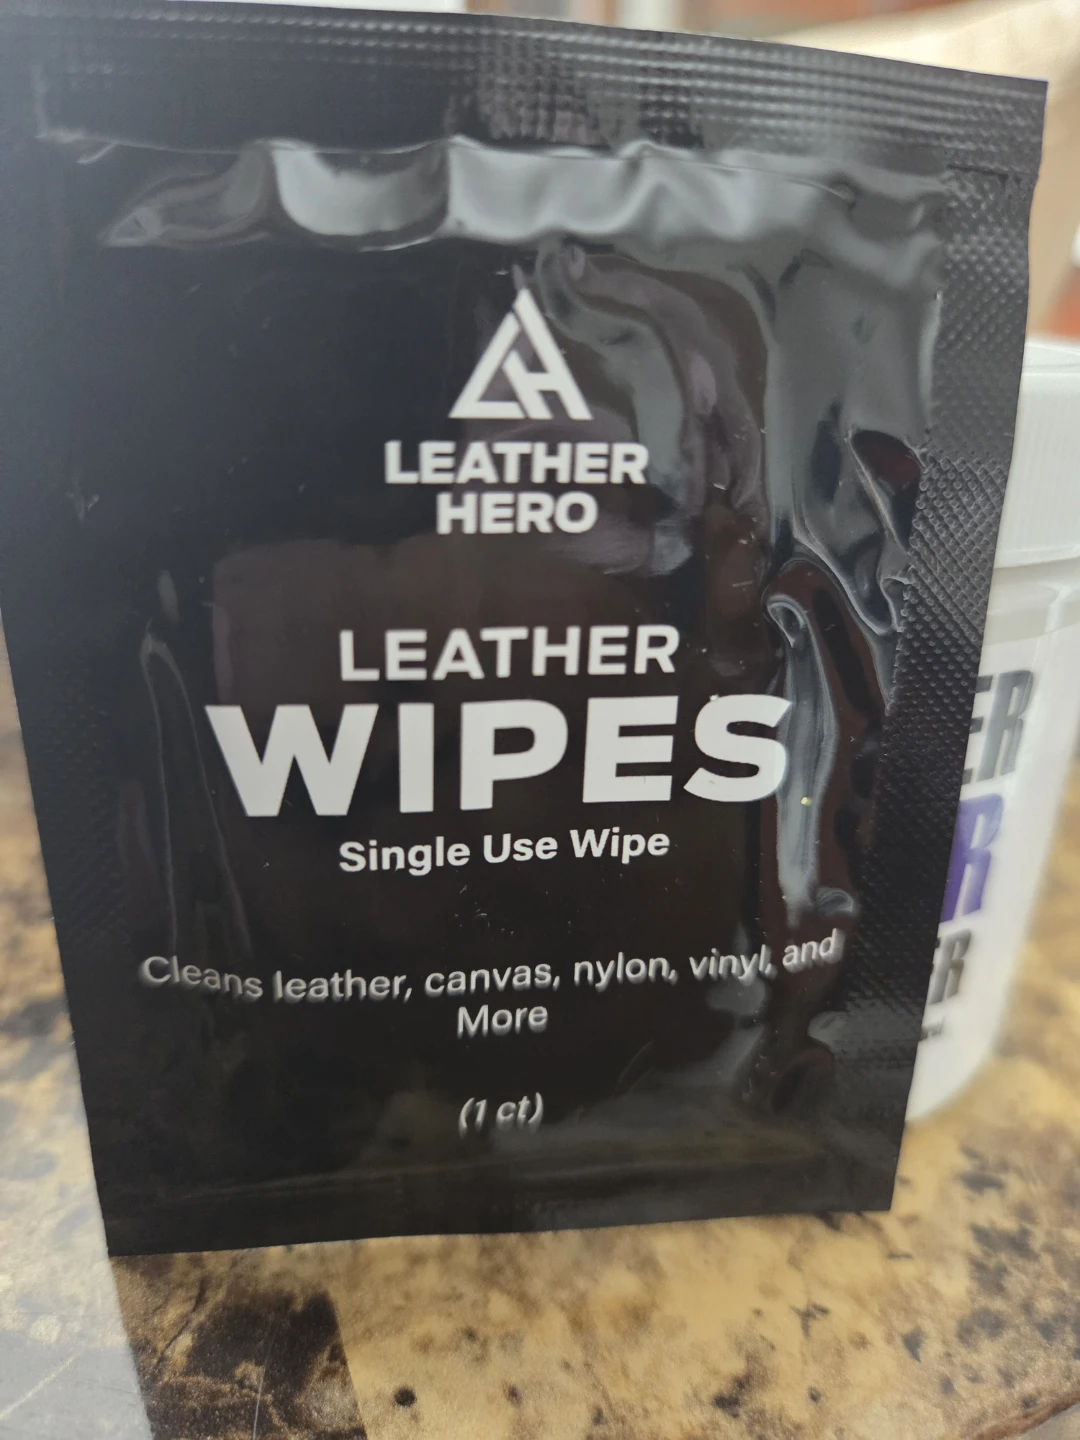 LEATHER
HERO
LEATHER
WIPES
Single Use Wipe
Cleans leather, canvas, nylon, vinyl, and
More
(1 ct)